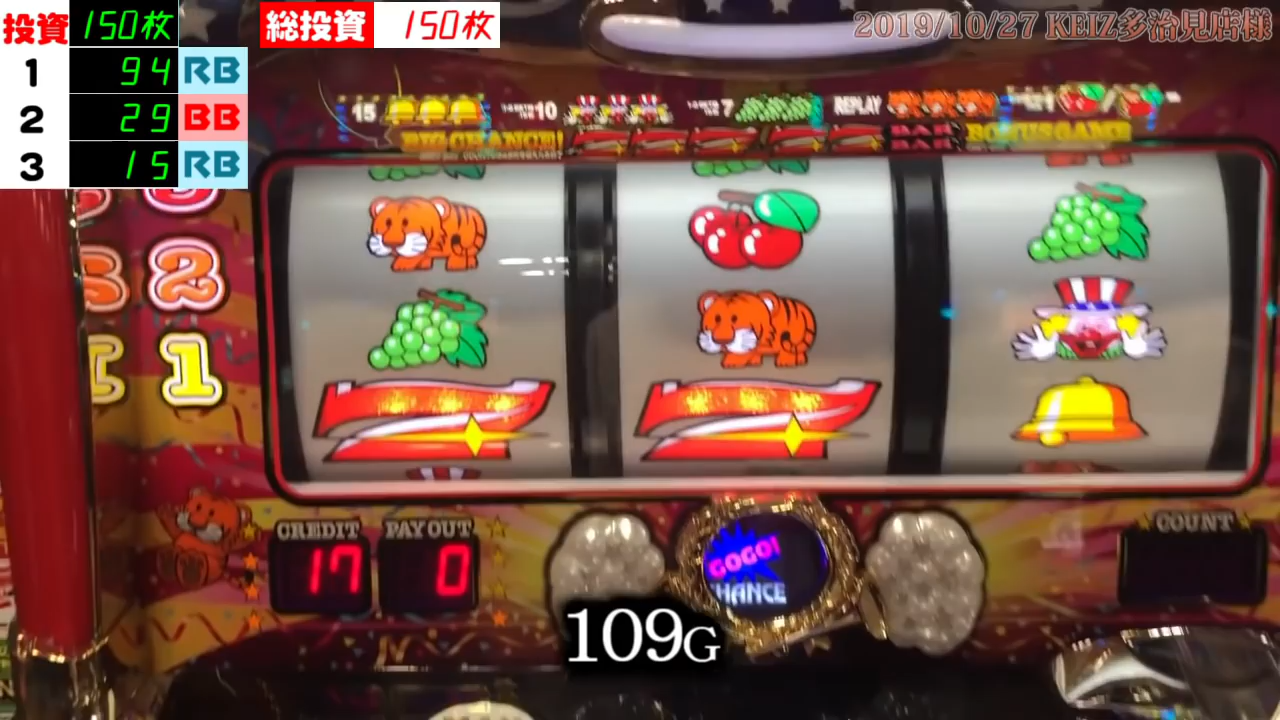 投資 150枚
総投資 150枚
2019/10/27 KEIZ多治見店様
1 94 RB
2 29 BB
3 15 RB
15
10
7
REPLAY
BIG CHANCE!
BONUS GAME
2
1
CREDIT
17
PAY OUT
0
GOGO!
CHANCE
COUNT
109G